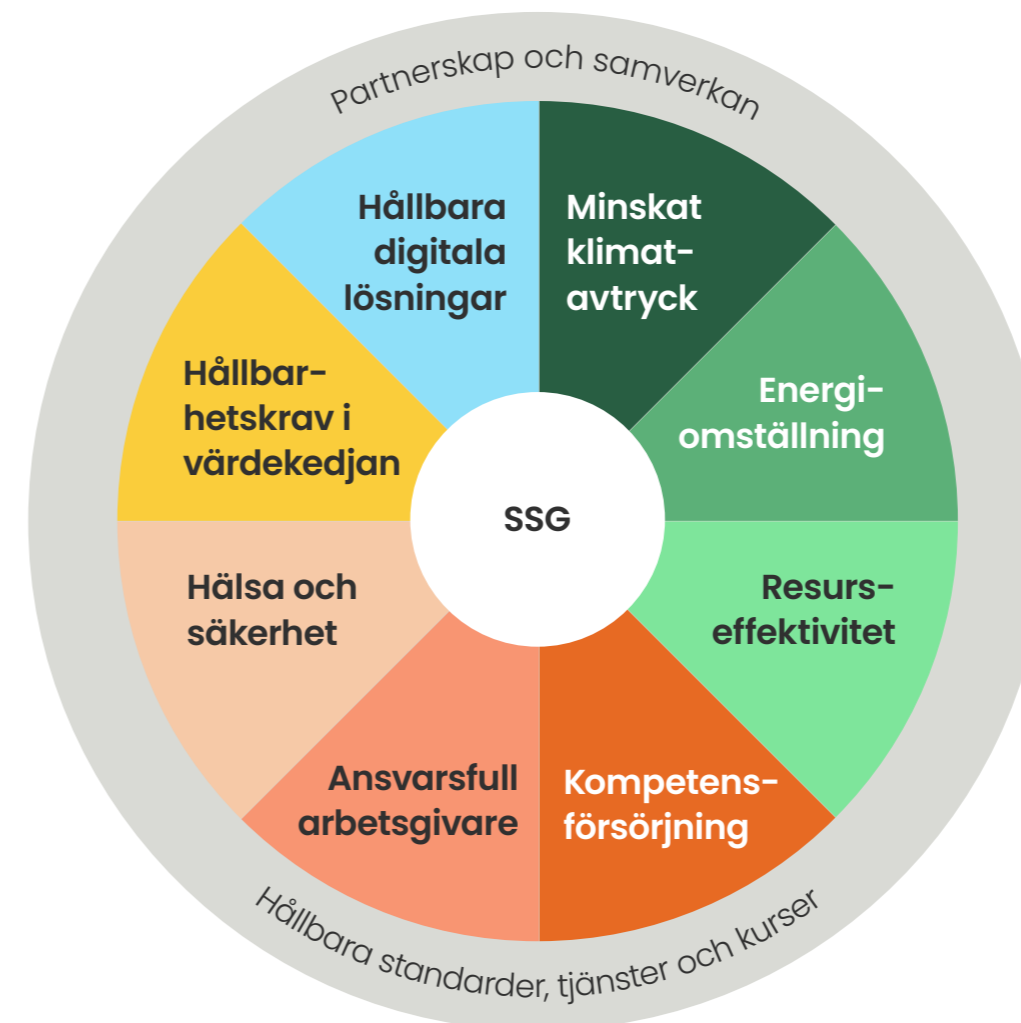 Partnerskap och samverkan
Hållbara
digitala
lösningar
Minskat
klimat-
avtryck
Hållbar-
hetskrav i
värdekedjan
Energi-
omställning
SSG
Hälsa och
säkerhet
Resurs-
effektivitet
Ansvarsfull
arbetsgivare
Kompetens-
försörjning
Hållbara standarder, tjänster och kurser